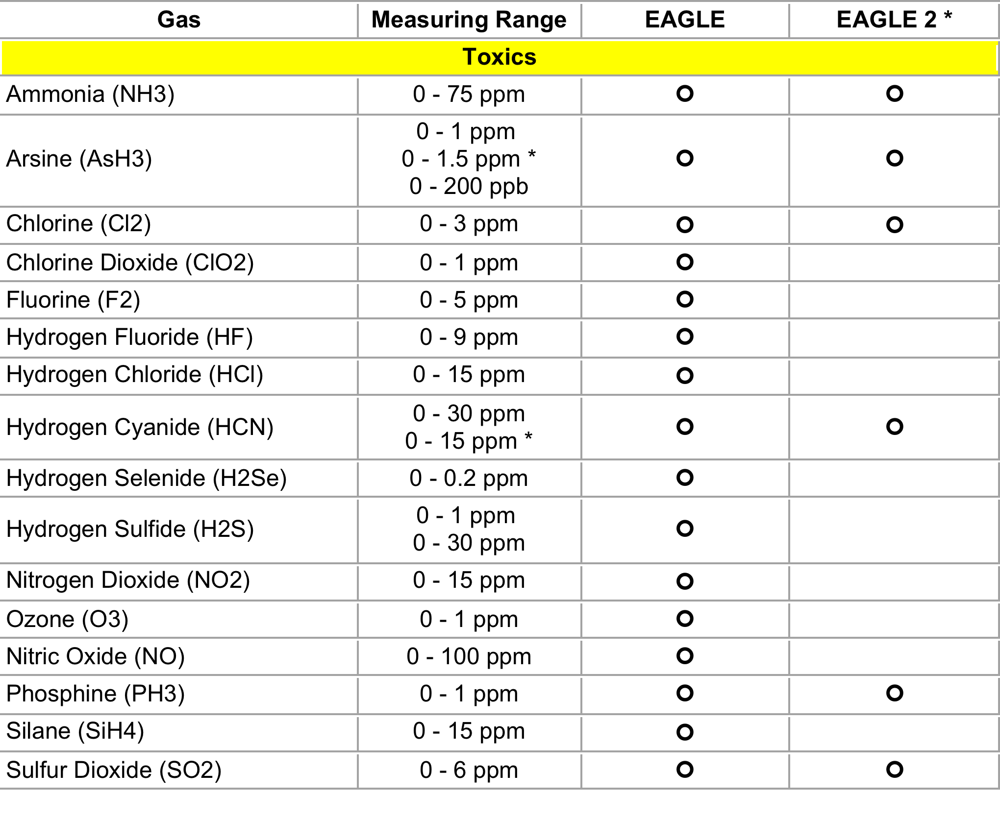 Gas Measuring Range EAGLE EAGLE 2 *
Toxics
Ammonia (NH3) 0 - 75 ppm
Arsine (AsH3) 0 - 1 ppm
0 - 1.5 ppm *
0 - 200 ppb
Chlorine (Cl2) 0 - 3 ppm
Chlorine Dioxide (ClO2) 0 - 1 ppm
Fluorine (F2) 0 - 5 ppm
Hydrogen Fluoride (HF) 0 - 9 ppm
Hydrogen Chloride (HCl) 0 - 15 ppm
Hydrogen Cyanide (HCN) 0 - 30 ppm
0 - 15 ppm *
Hydrogen Selenide (H2Se) 0 - 0.2 ppm
Hydrogen Sulfide (H2S) 0 - 1 ppm
0 - 30 ppm
Nitrogen Dioxide (NO2) 0 - 15 ppm
Ozone (O3) 0 - 1 ppm
Nitric Oxide (NO) 0 - 100 ppm
Phosphine (PH3) 0 - 1 ppm
Silane (SiH4) 0 - 15 ppm
Sulfur Dioxide (SO2) 0 - 6 ppm